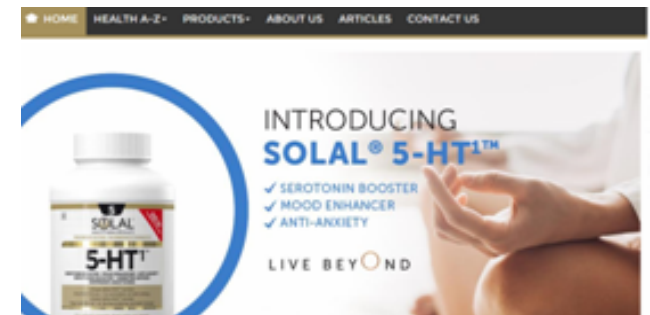 HOME HEALTH A-Z PRODUCTS ABOUT US ARTICLES CONTACT US
INTRODUCING
SOLAL® 5-HT¹™
✓ SEROTONIN BOOSTER
✓ MOOD ENHANCER
✓ ANTI-ANXIETY
LIVE BEYOND
SOLAL
5-HT¹